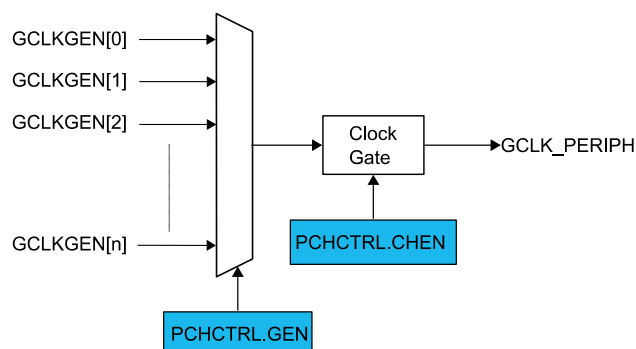 GCLKGEN[0]
GCLKGEN[1]
GCLKGEN[2]
GCLKGEN[n]
Clock
Gate
GCLK_PERIPH
PCHCTRL.CHEN
PCHCTRL.GEN